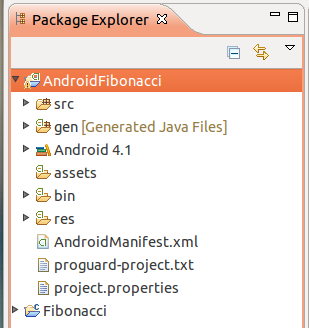 Package Explorer
AndroidFibonacci
src
gen [Generated Java Files]
Android 4.1
assets
bin
res
AndroidManifest.xml
proguard-project.txt
project.properties
Fibonacci